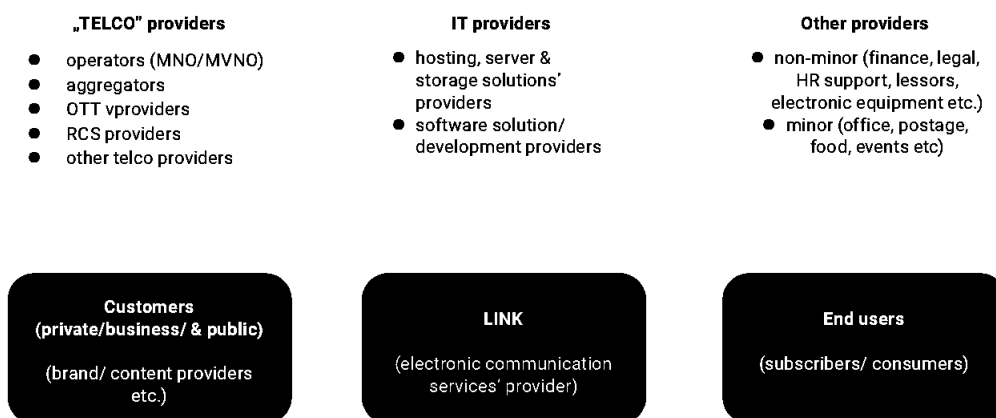 „TELCO" providers
● operators (MNO/MVNO)
● aggregators
● OTT vproviders
● RCS providers
● other telco providers
IT providers
● hosting, server &
storage solutions’
providers
● software solution/
development providers
Other providers
● non-minor (finance, legal,
HR support, lessors,
electronic equipment etc.)
● minor (office, postage,
food, events etc)
Customers
(private/business/ & public)
(brand/ content providers
etc.)
LINK
(electronic communication
services’ provider)
End users
(subscribers/ consumers)